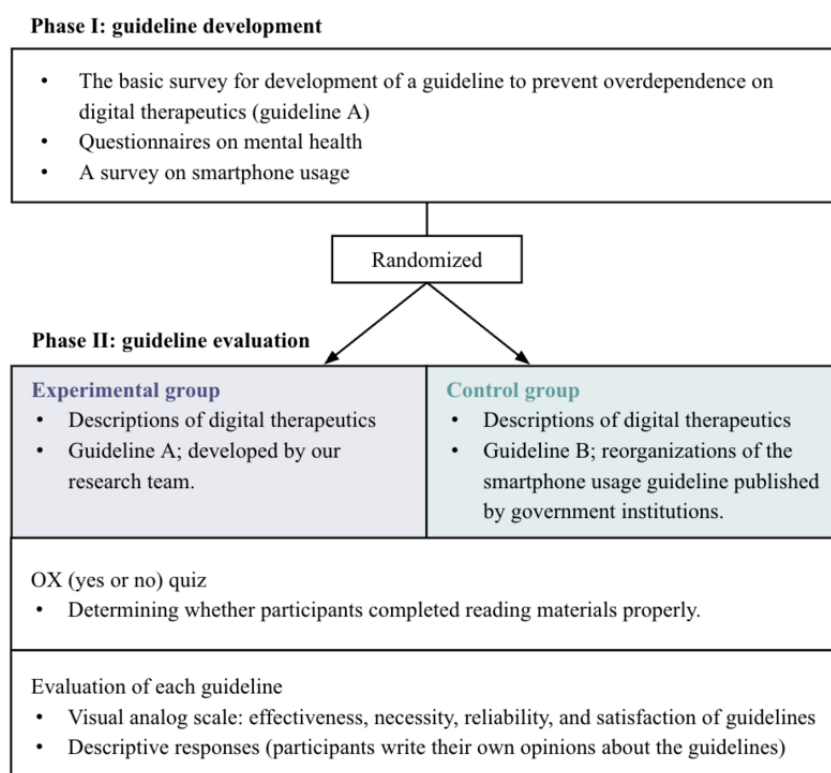 Phase I: guideline development
• The basic survey for development of a guideline to prevent overdependence on
digital therapeutics (guideline A)
• Questionnaires on mental health
• A survey on smartphone usage
Randomized
Phase II: guideline evaluation
Experimental group
• Descriptions of digital therapeutics
• Guideline A; developed by our
research team.
Control group
• Descriptions of digital therapeutics
• Guideline B; reorganizations of the
smartphone usage guideline published
by government institutions.
OX (yes or no) quiz
• Determining whether participants completed reading materials properly.
Evaluation of each guideline
• Visual analog scale: effectiveness, necessity, reliability, and satisfaction of guidelines
• Descriptive responses (participants write their own opinions about the guidelines)